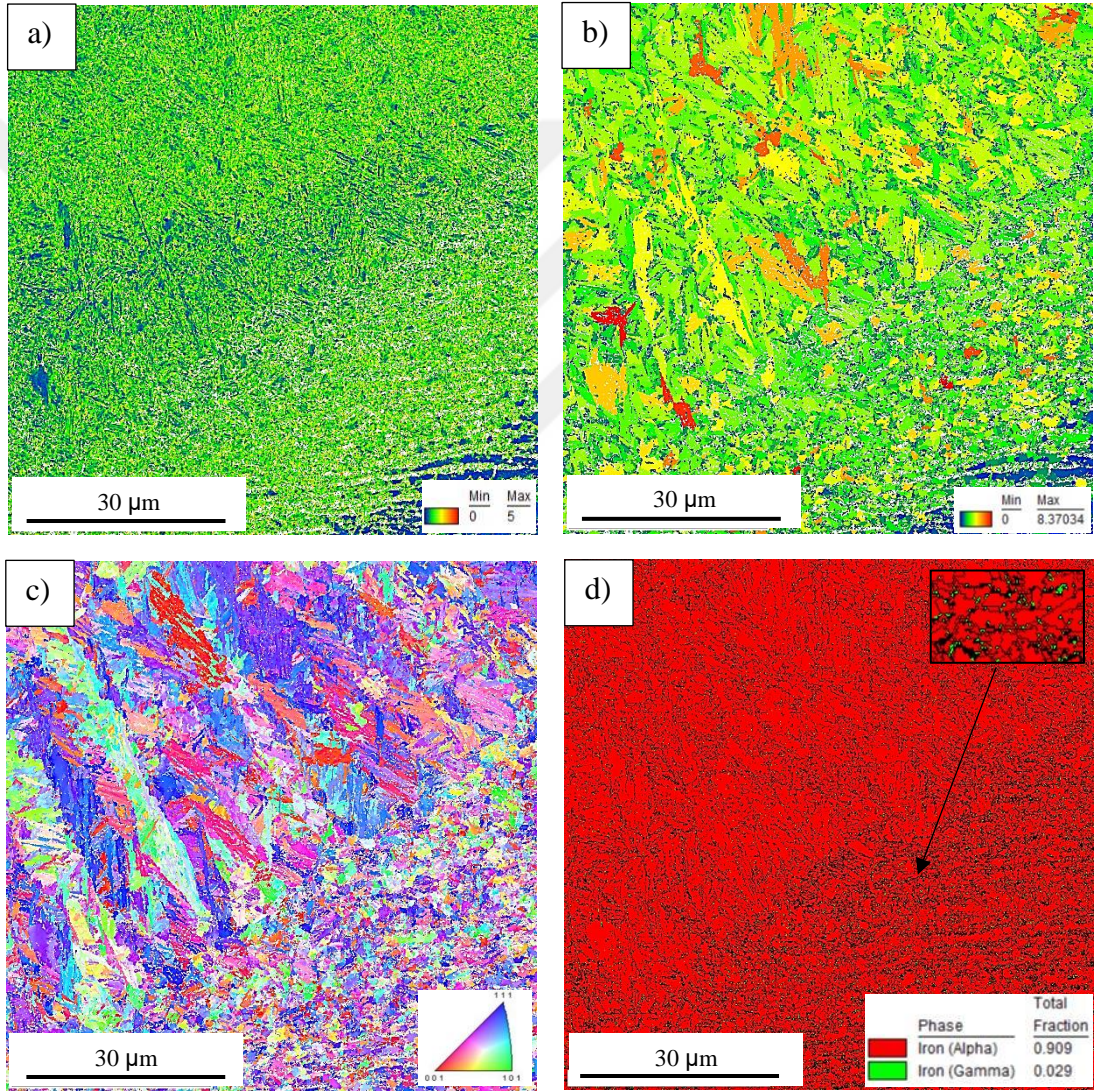 a)
30 µm
Min Max
0 5
b)
30 µm
Min Max
0 8.37034
c)
30 µm
111
001 101
d)
30 µm
Total
Phase Fraction
Iron (Alpha) 0.909
Iron (Gamma) 0.029